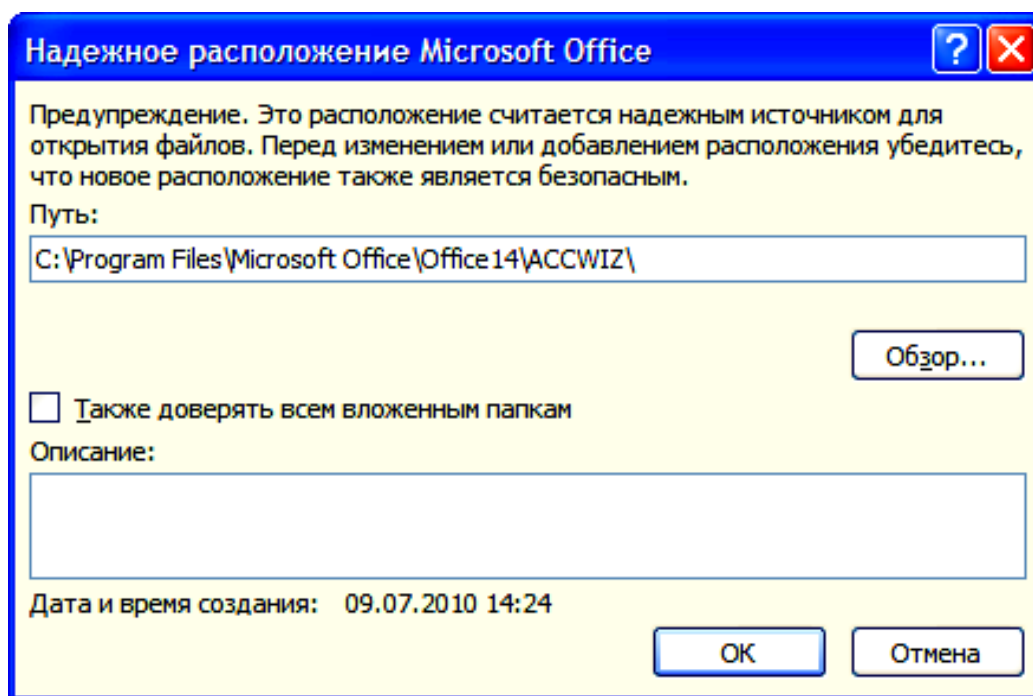 Надежное расположение Microsoft Office
Предупреждение. Это расположение считается надежным источником для
открытия файлов. Перед изменением или добавлением расположения убедитесь,
что новое расположение также является безопасным.
Путь:
C:\Program Files\Microsoft Office\Office14\ACCWIZ\
Обзор...
Также доверять всем вложенным папкам
Описание:
Дата и время создания: 09.07.2010 14:24
ОК Отмена